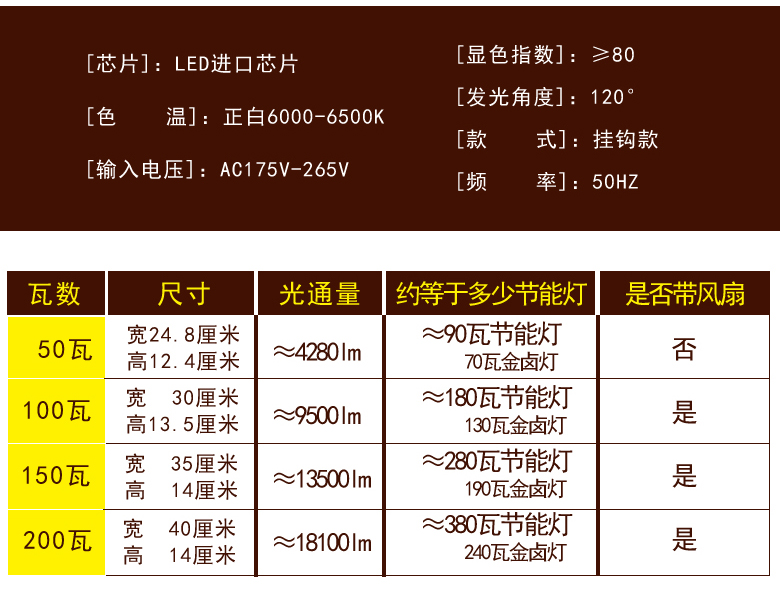 [芯片]：LED进口芯片
[色　　温]：正白6000-6500K
[输入电压]：AC175V-265V
[显色指数]：≥80
[发光角度]：120°
[款　　式]：挂钩款
[频　　率]：50HZ
瓦数 尺寸 光通量 约等于多少节能灯 是否带风扇
50瓦 宽24.8厘米 ≈4280lm ≈90瓦节能灯 否
高12.4厘米 70瓦金卤灯
100瓦 宽 30厘米 ≈9500lm ≈180瓦节能灯 是
高13.5厘米 130瓦金卤灯
150瓦 宽 35厘米 ≈13500lm ≈280瓦节能灯 是
高 14厘米 190瓦金卤灯
200瓦 宽 40厘米 ≈18100lm ≈380瓦节能灯 是
高 14厘米 240瓦金卤灯